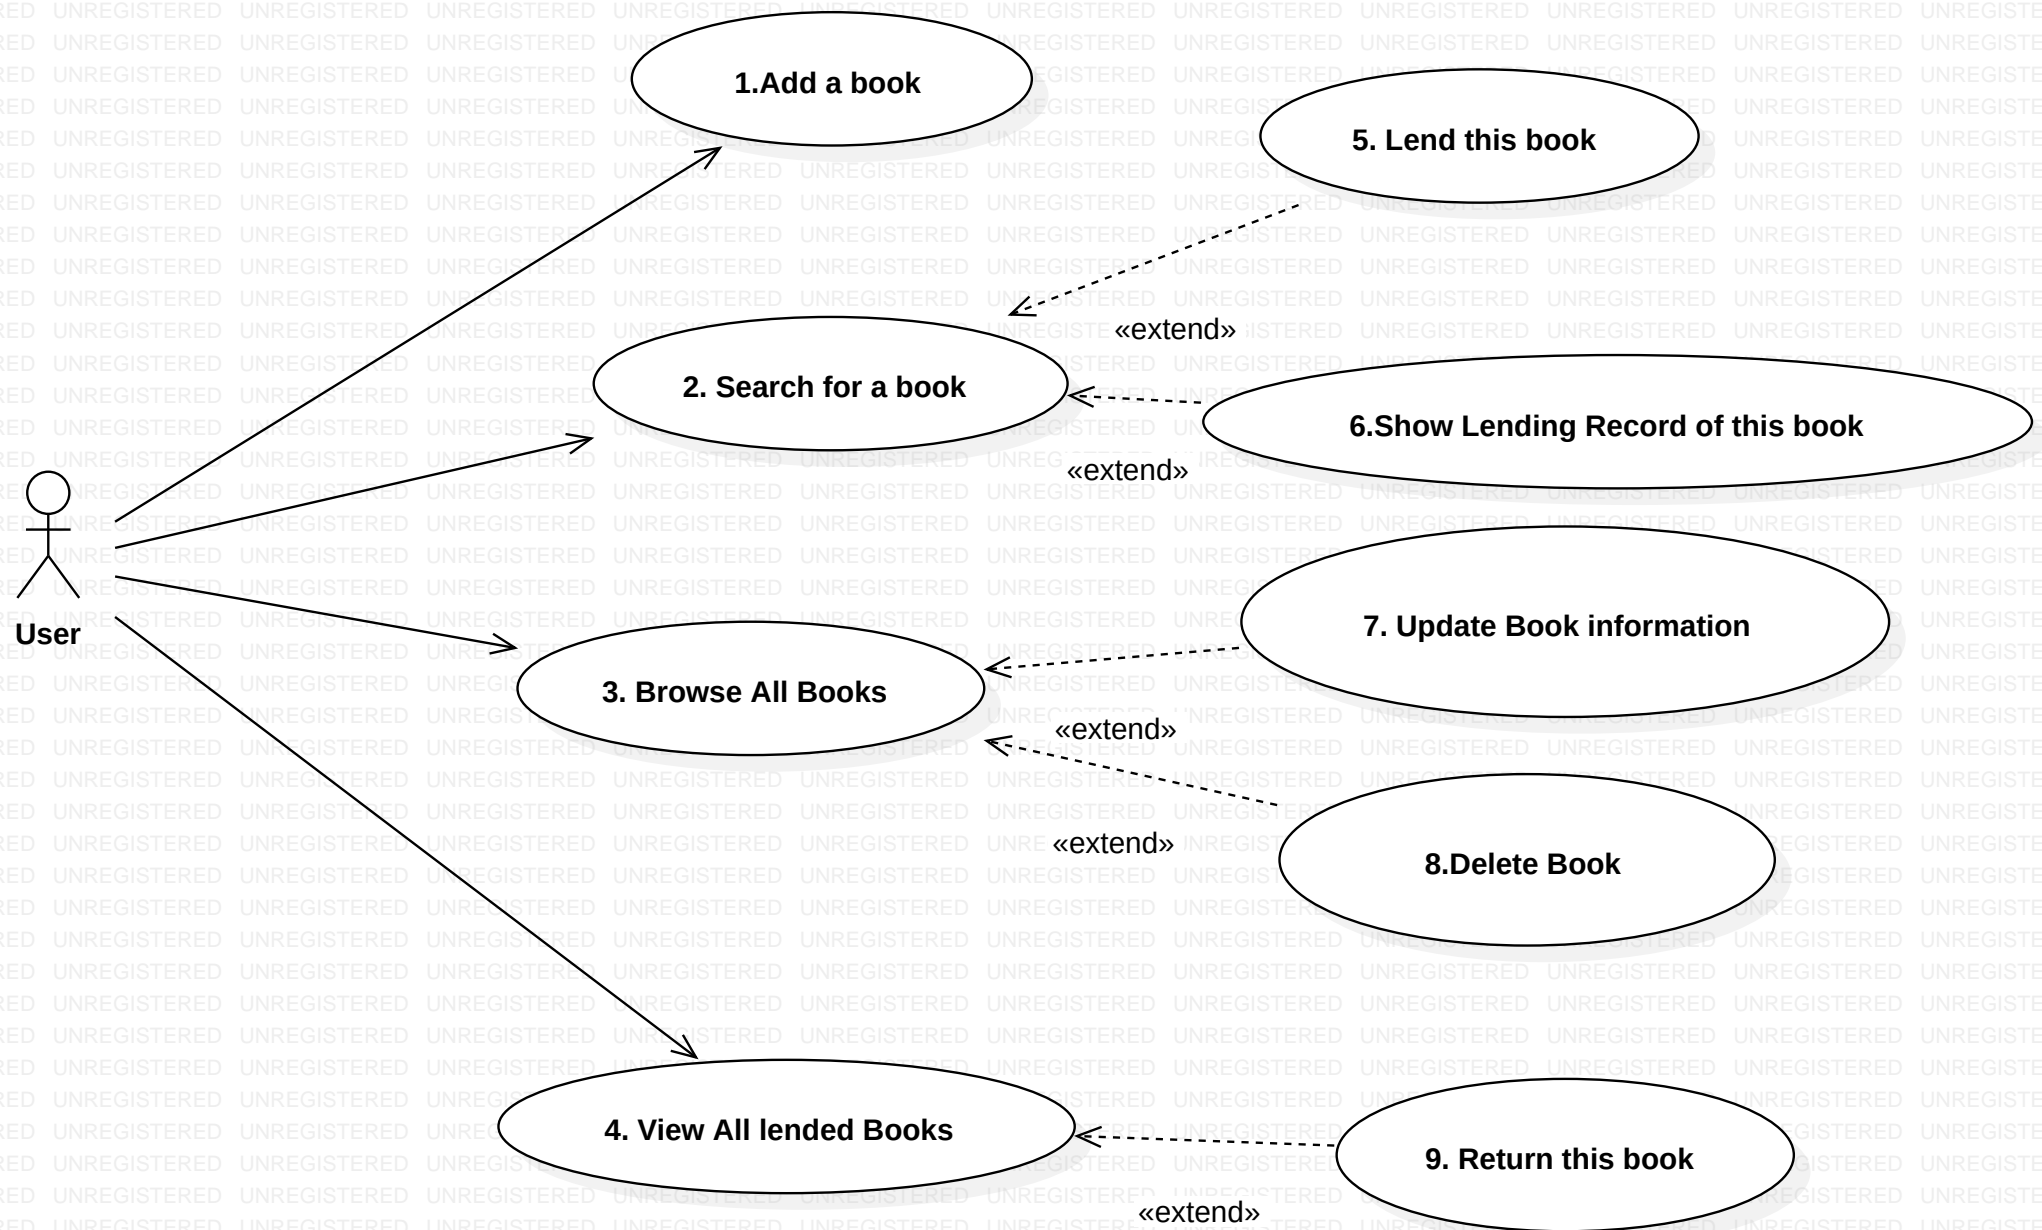 1.Add a book
5. Lend this book
«extend»
2. Search for a book
6.Show Lending Record of this book
«extend»
User
7. Update Book information
3. Browse All Books
«extend»
«extend»
8.Delete Book
4. View All lended Books
9. Return this book
«extend»
UNREGISTERED